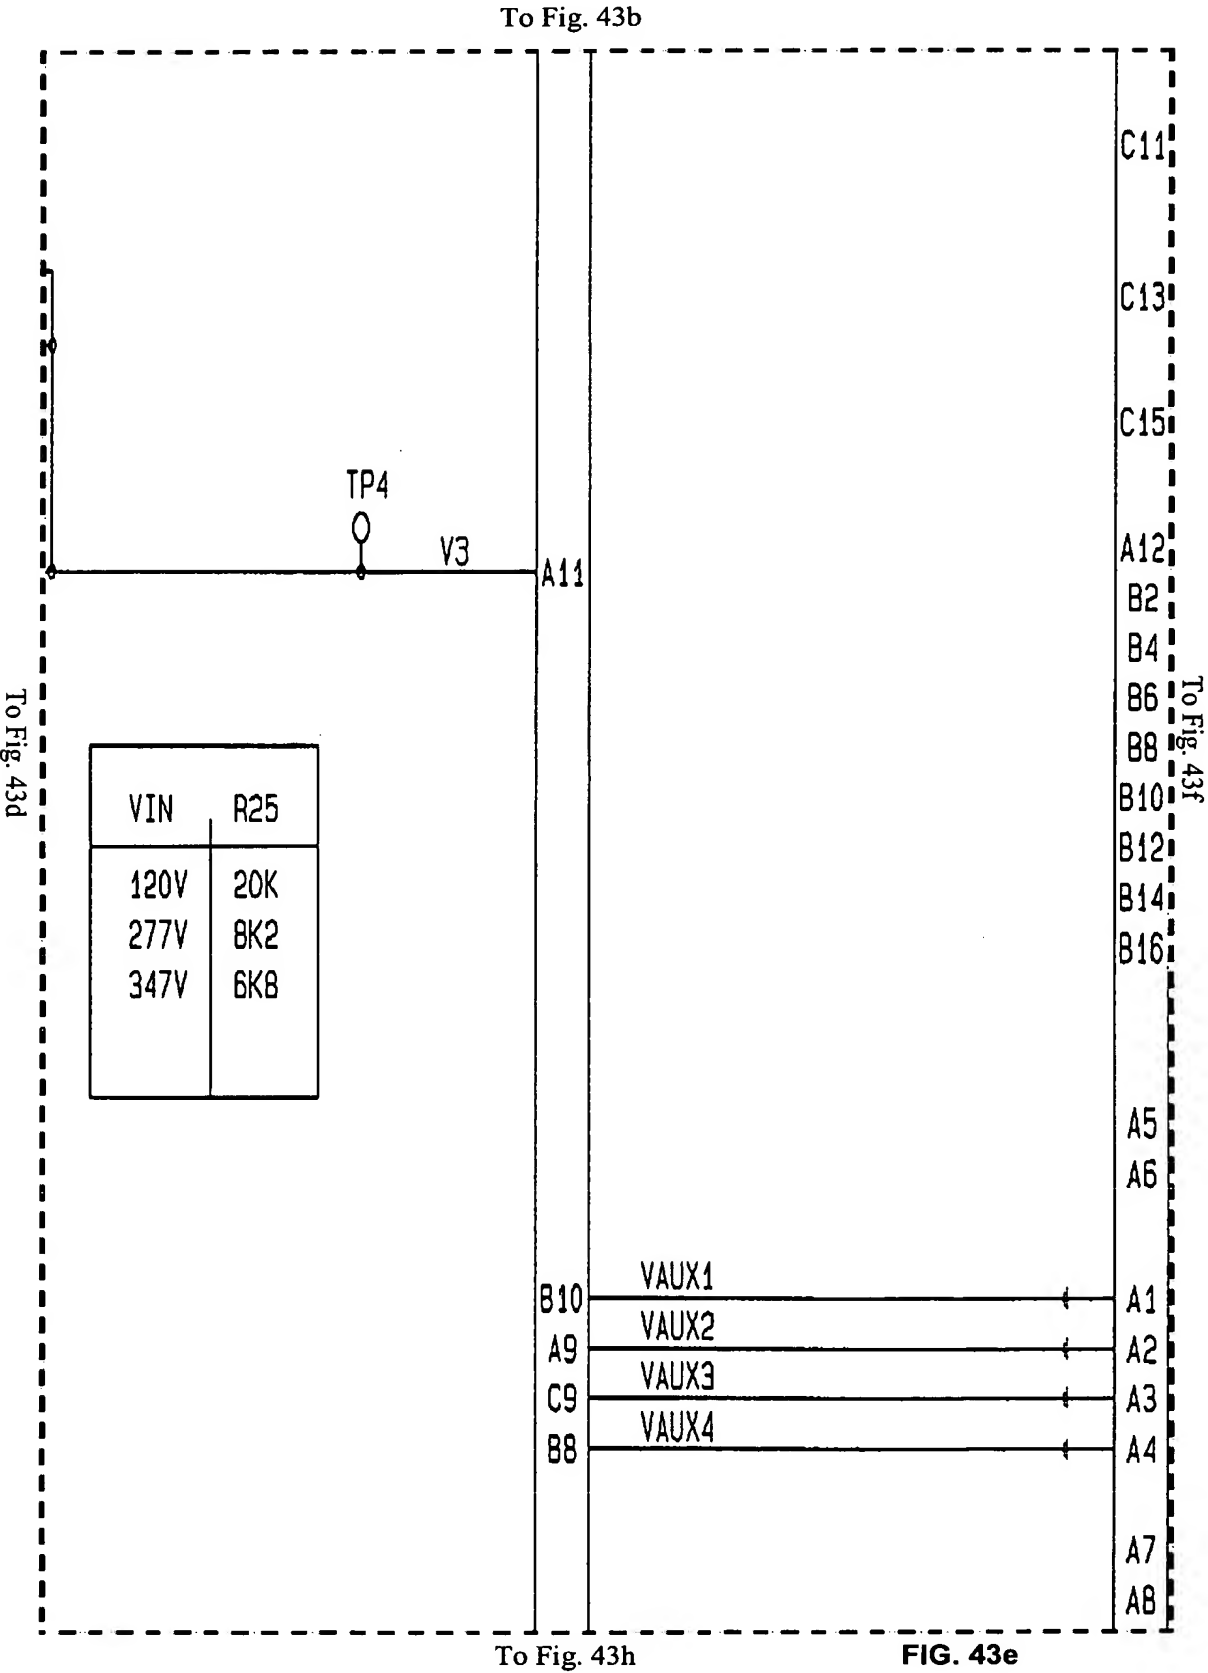 To Fig. 43b
C11
C13
C15
TP4
V3
A11
A12
B2
B4
B6
B8
B10
B12
B14
B16
To Fig. 43d
To Fig. 43f
VIN R25
120V 20K
277V 8K2
347V 6K8
A5
A6
B10 VAUX1 A1
A9 VAUX2 A2
C9 VAUX3 A3
B8 VAUX4 A4
A7
A8
To Fig. 43h
FIG. 43e